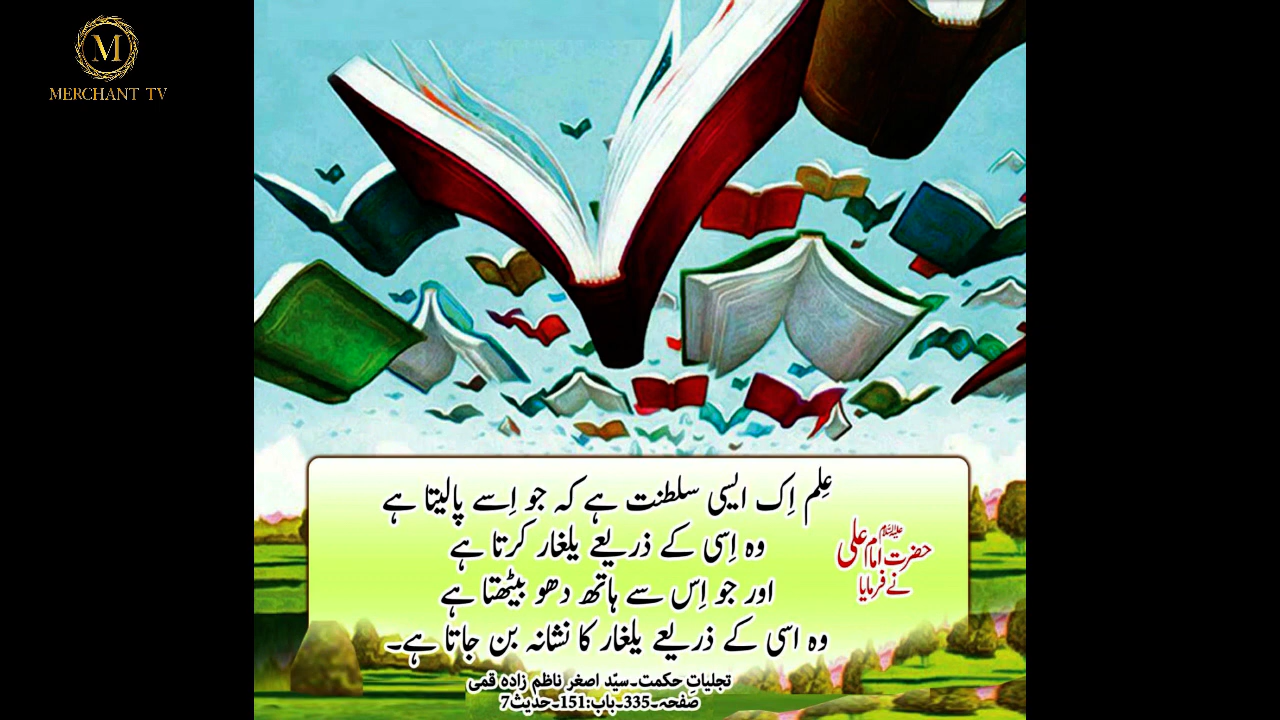 M
MERCHANT TV
حضرت امام علی علیہ السلام
نے فرمایا
عِلم اِک ایسی سلطنت ہے کہ جو اِسے پالیتا ہے
وہ اِسی کے ذریعے یلغار کرتا ہے
اور جو اِس سے ہاتھ دھو بیٹھتا ہے
وہ اسی کے ذریعے یلغار کا نشانہ بن جاتا ہے۔
تجلیاتِ حکمت۔سیّد اصغر ناظم زادہ قمی
صفحہ۔335۔باب:151۔حدیث7